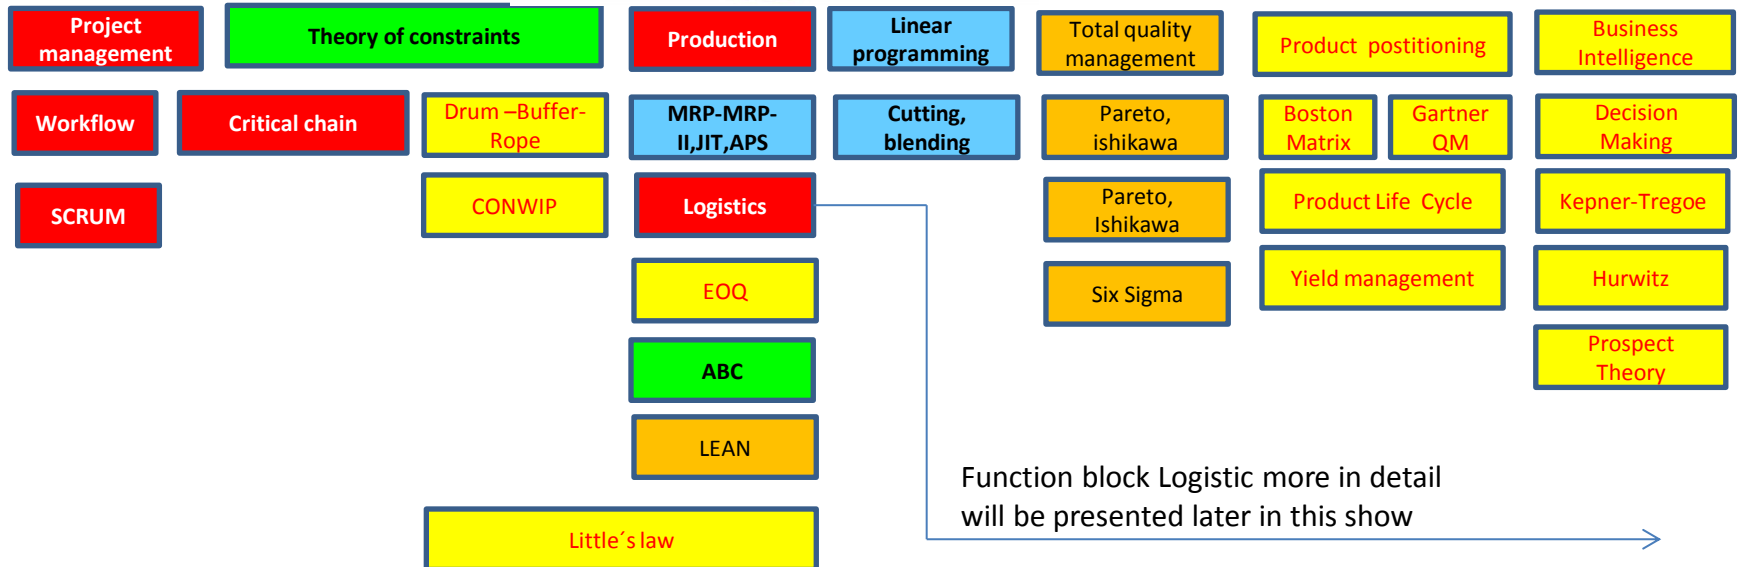 Project
management
Theory of constraints
Production
Linear
programming
Total quality
management
Product postitioning
Business
Intelligence
Workflow
Critical chain
Drum –Buffer-
Rope
MRP-MRP-
II,JIT,APS
Cutting,
blending
Pareto,
ishikawa
Boston
Matrix
Gartner
QM
Decision
Making
SCRUM
CONWIP
Logistics
Pareto,
Ishikawa
Product Life Cycle
Kepner-Tregoe
EOQ
Six Sigma
Yield management
Hurwitz
ABC
Prospect
Theory
LEAN
Function block Logistic more in detail
will be presented later in this show
Little´s law